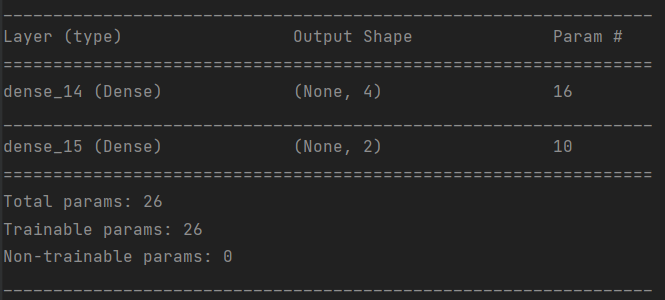 _________________________________________________________________
Layer (type)                 Output Shape              Param #
=================================================================
dense_14 (Dense)             (None, 4)                 16
_________________________________________________________________
dense_15 (Dense)             (None, 2)                 10
=================================================================
Total params: 26
Trainable params: 26
Non-trainable params: 0
_________________________________________________________________